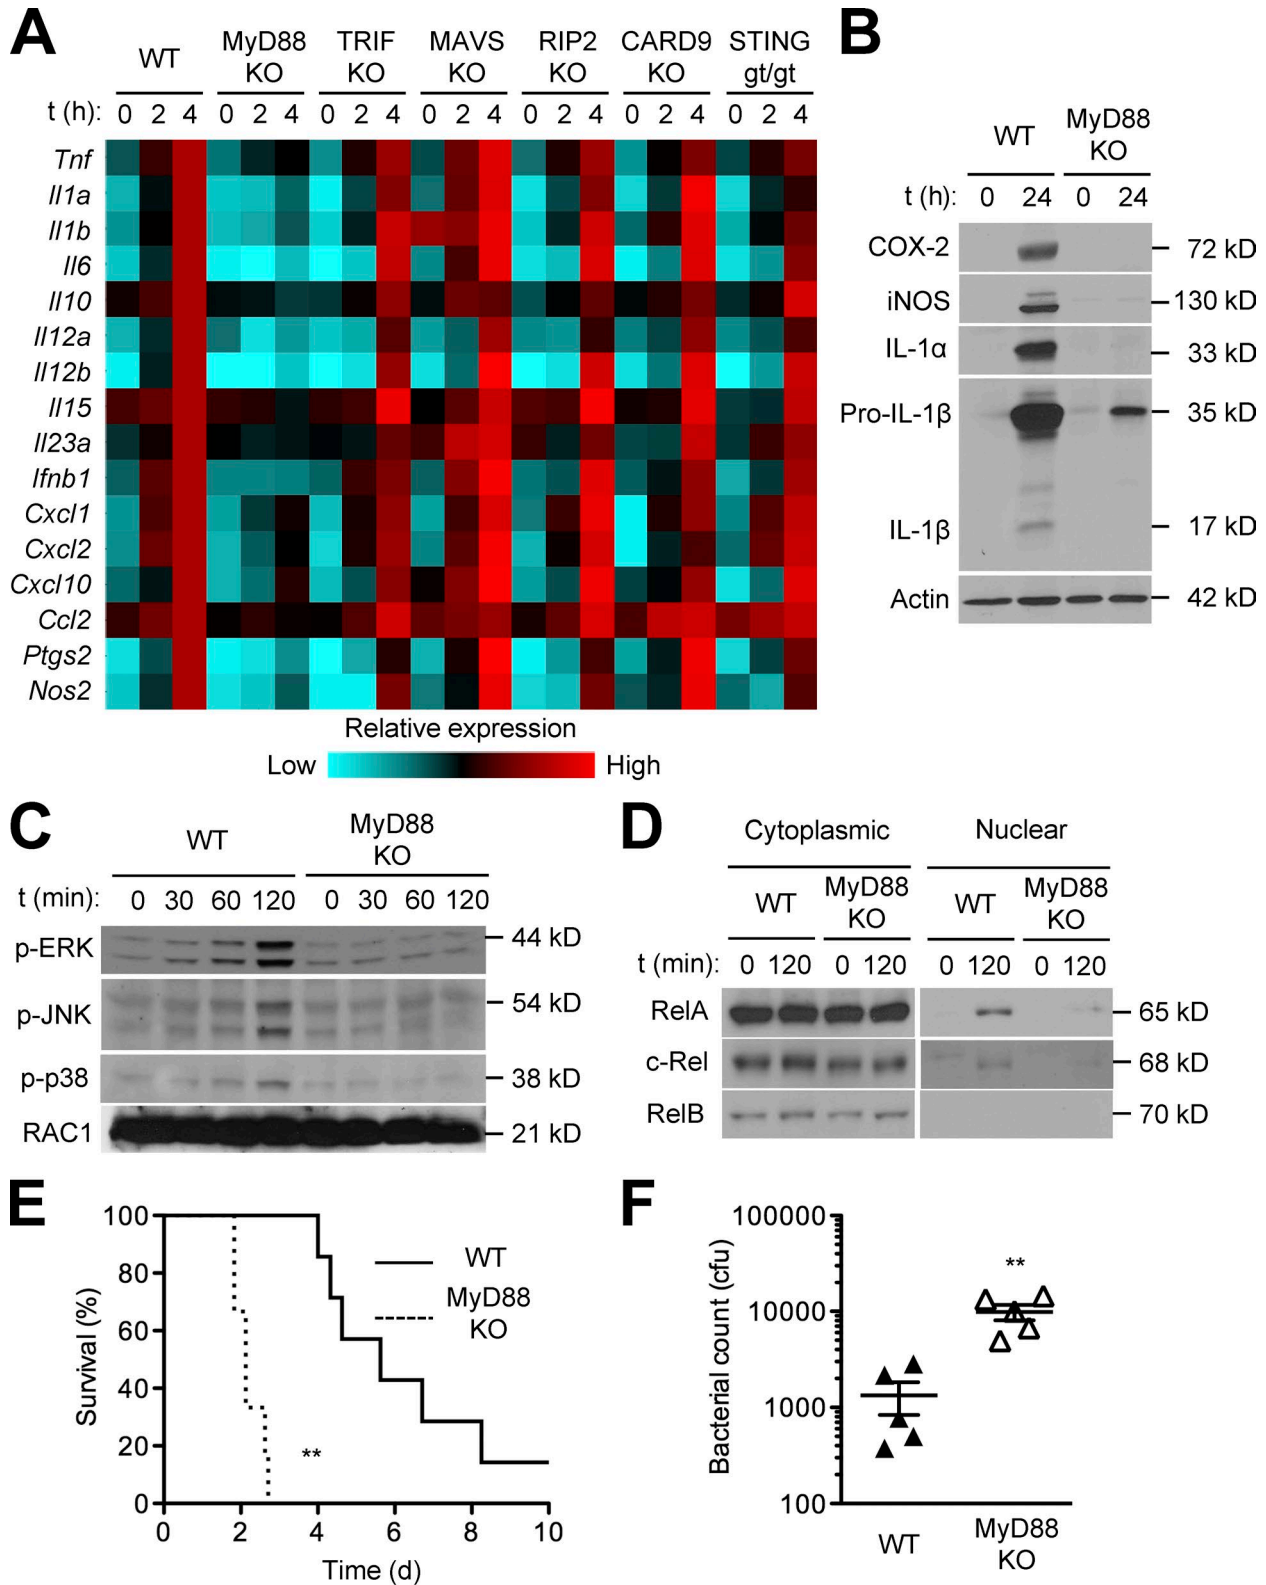 A
WT MyD88 KO TRIF KO MAVS KO RIP2 KO CARD9 KO STING gt/gt
t (h): 0 2 4 0 2 4 0 2 4 0 2 4 0 2 4 0 2 4 0 2 4
Tnf
Il1a
Il1b
Il6
Il10
Il12a
Il12b
Il15
Il23a
Ifnb1
Cxcl1
Cxcl2
Cxcl10
Ccl2
Ptgs2
Nos2
Relative expression
Low High
B
WT MyD88 KO
t (h): 0 24 0 24
COX-2 72 kD
iNOS 130 kD
IL-1α 33 kD
Pro-IL-1β 35 kD
IL-1β 17 kD
Actin 42 kD
C
WT MyD88 KO
t (min): 0 30 60 120 0 30 60 120
p-ERK 44 kD
p-JNK 54 kD
p-p38 38 kD
RAC1 21 kD
D
Cytoplasmic Nuclear
WT MyD88 KO WT MyD88 KO
t (min): 0 120 0 120 0 120 0 120
RelA 65 kD
c-Rel 68 kD
RelB 70 kD
E
Survival (%)
100
80
60
40
20
0
WT
MyD88 KO
**
0 2 4 6 8 10
Time (d)
F
Bacterial count (cfu)
100000
10000
1000
100
**
WT MyD88 KO